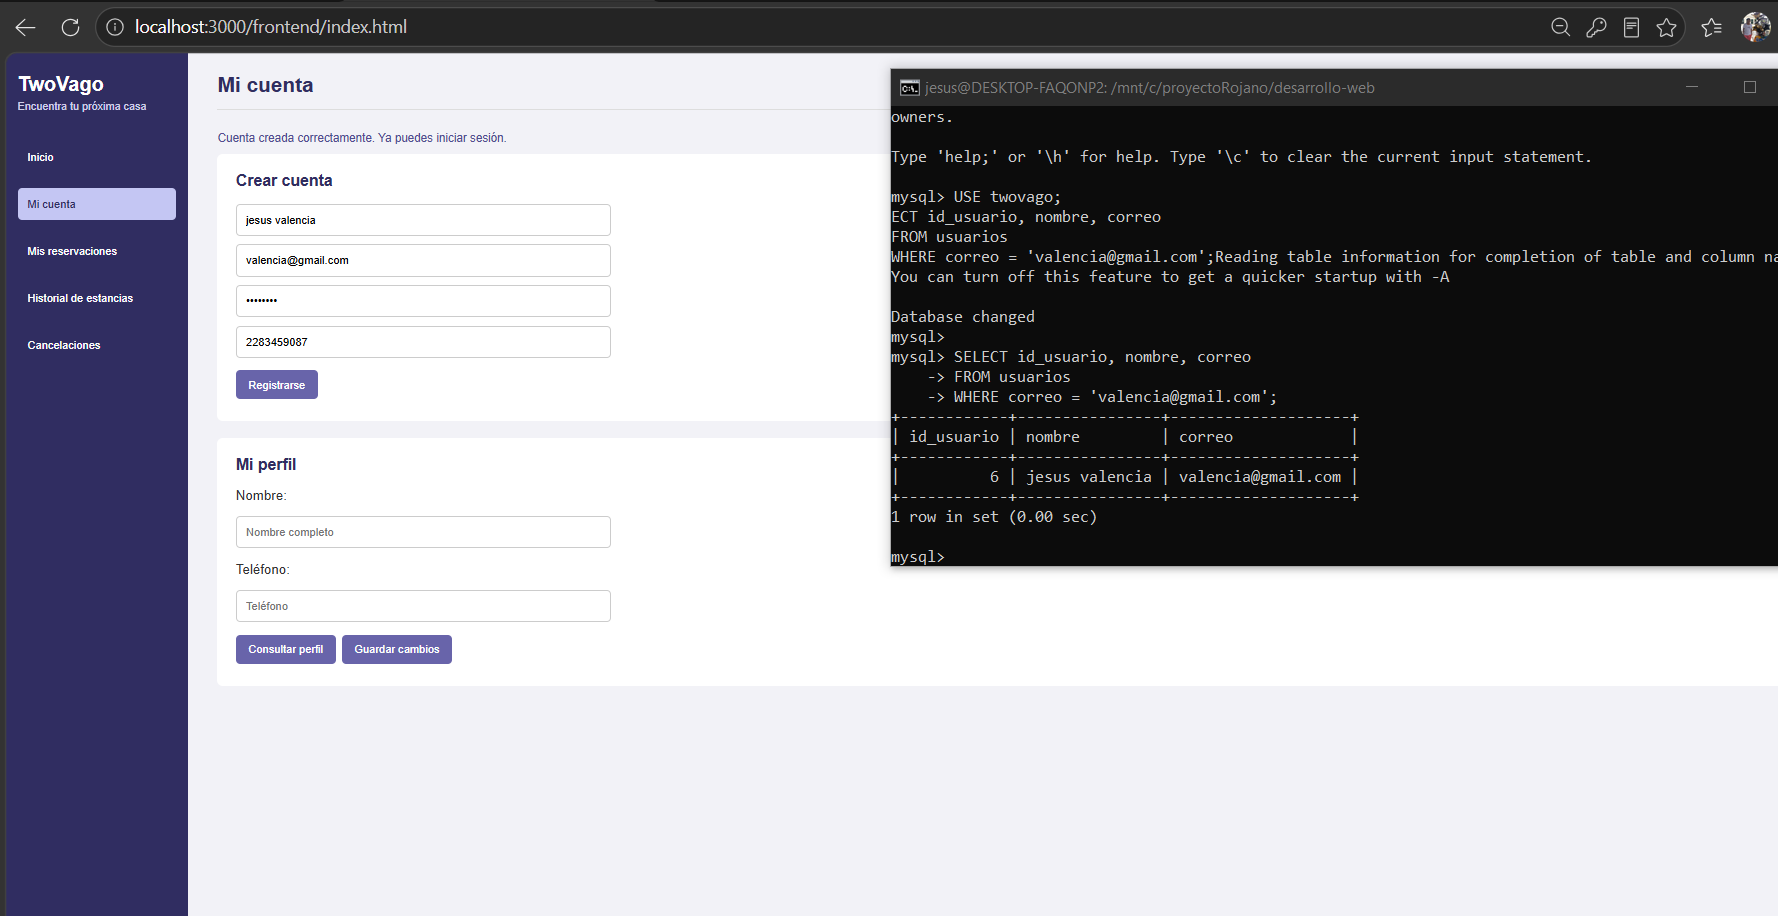 localhost:3000/frontend/index.html
TwoVago
Encuentra tu próxima casa
Inicio
Mi cuenta
Mis reservaciones
Historial de estancias
Cancelaciones
Mi cuenta
Cuenta creada correctamente. Ya puedes iniciar sesión.
Crear cuenta
jesus valencia
valencia@gmail.com
••••••••
2283459087
Registrarse
Mi perfil
Nombre:
Nombre completo
Teléfono:
Teléfono
Consultar perfil
Guardar cambios
jesus@DESKTOP-FAQONP2: /mnt/c/proyectoRojano/desarrollo-web
owners.
Type 'help;' or '\h' for help. Type '\c' to clear the current input statement.
mysql> USE twovago;
ECT id_usuario, nombre, correo
FROM usuarios
WHERE correo = 'valencia@gmail.com';Reading table information for completion of table and column na
You can turn off this feature to get a quicker startup with -A
Database changed
mysql>
mysql> SELECT id_usuario, nombre, correo
    -> FROM usuarios
    -> WHERE correo = 'valencia@gmail.com';
+------------+----------------+--------------------+
| id_usuario | nombre         | correo             |
+------------+----------------+--------------------+
|          6 | jesus valencia | valencia@gmail.com |
+------------+----------------+--------------------+
1 row in set (0.00 sec)
mysql>